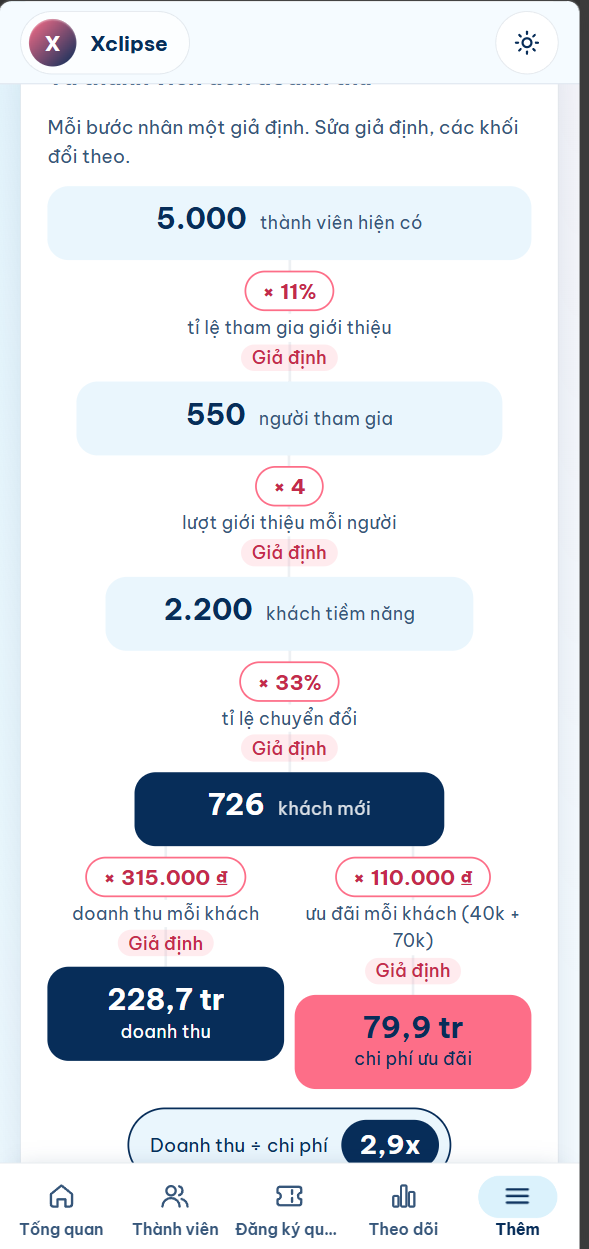 X Xclipse
Mỗi bước nhân một giả định. Sửa giả định, các khối
đổi theo.
5.000 thành viên hiện có
× 11%
tỉ lệ tham gia giới thiệu
Giả định
550 người tham gia
× 4
lượt giới thiệu mỗi người
Giả định
2.200 khách tiềm năng
× 33%
tỉ lệ chuyển đổi
Giả định
726 khách mới
× 315.000 ₫
doanh thu mỗi khách
Giả định
228,7 tr
doanh thu
× 110.000 ₫
ưu đãi mỗi khách (40k +
70k)
Giả định
79,9 tr
chi phí ưu đãi
Doanh thu ÷ chi phí 2,9x
Tổng quan
Thành viên
Đăng ký qu...
Theo dõi
Thêm